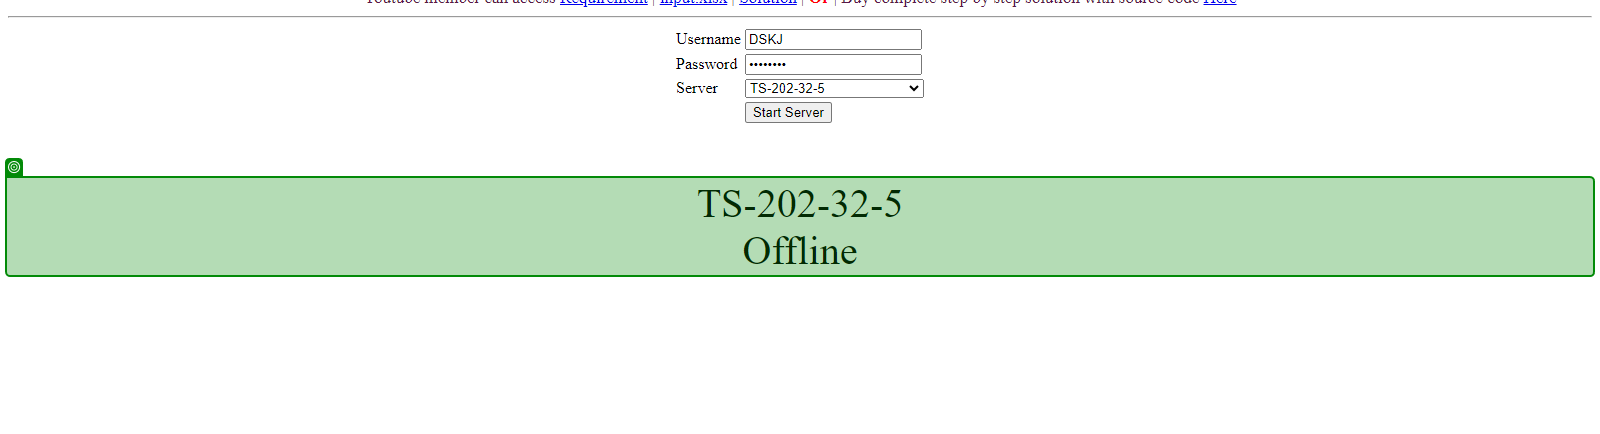 Youtube member can access Requirement | Input.xlsx | Solution | Or | Buy complete step by step solution with source code Here
Username DSKJ
Password ••••••••
Server TS-202-32-5
Start Server
TS-202-32-5
Offline